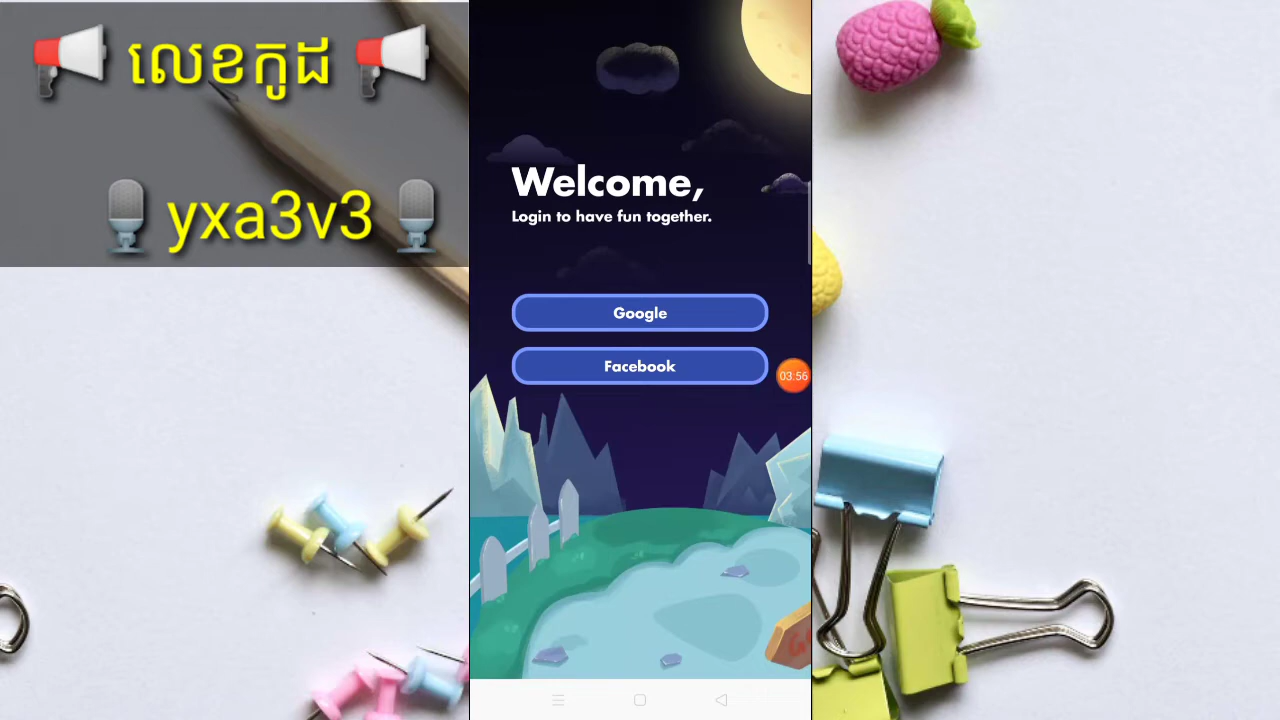 លេខកូដ
yxa3v3
Welcome,
Login to have fun together.
Google
Facebook
03:56